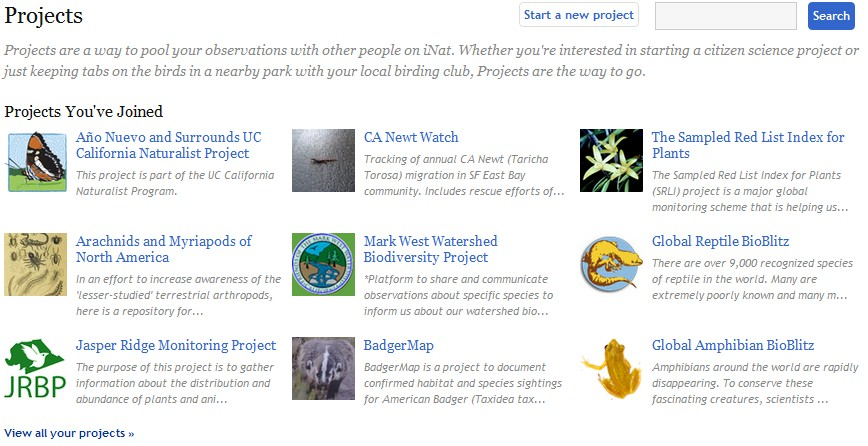 Projects
Start a new project
Search
Projects are a way to pool your observations with other people on iNat. Whether you're interested in starting a citizen science project or
just keeping tabs on the birds in a nearby park with your local birding club, Projects are the way to go.
Projects You've Joined
Año Nuevo and Surrounds UC
California Naturalist Project
This project is part of the UC California
Naturalist Program.
CA Newt Watch
Tracking of annual CA Newt (Taricha
Torosa) migration in SF East Bay
community. Includes rescue efforts of...
The Sampled Red List Index for
Plants
The Sampled Red List Index for Plants
(SRLI) project is a major global
monitoring scheme that is helping us...
Arachnids and Myriapods of
North America
In an effort to increase awareness of the
'lesser-studied' terrestrial arthropods,
here is a repository for...
Mark West Watershed
Biodiversity Project
*Platform to share and communicate
observations about specific species to
inform us about our watershed bio...
Global Reptile BioBlitz
There are over 9,000 recognized species
of reptile in the world. Many are
extremely poorly known and many m...
JRBP
Jasper Ridge Monitoring Project
The purpose of this project is to gather
information about the distribution and
abundance of plants and ani...
BadgerMap
BadgerMap is a project to document
confirmed habitat and species sightings
for American Badger (Taxidea tax...
Global Amphibian BioBlitz
Amphibians around the world are rapidly
disappearing. To conserve these
fascinating creatures, scientists ...
View all your projects »